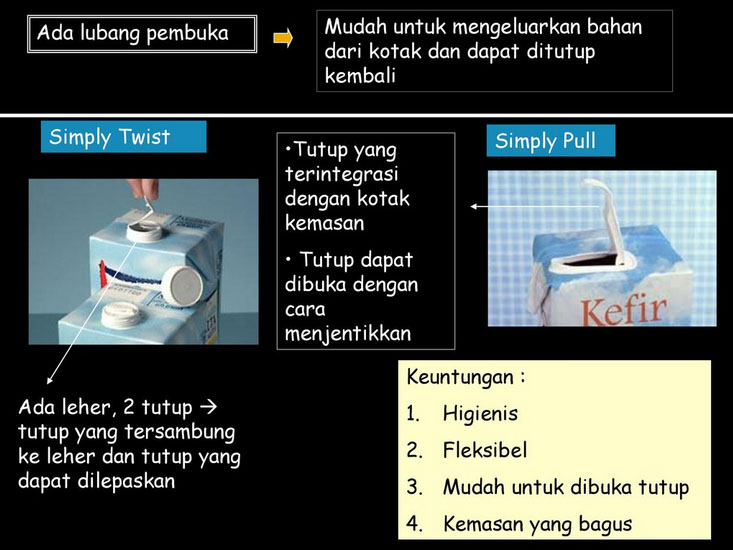 Ada lubang pembuka
Mudah untuk mengeluarkan bahan
dari kotak dan dapat ditutup
kembali
Simply Twist
•Tutup yang
terintegrasi
dengan kotak
kemasan
• Tutup dapat
dibuka dengan
cara
menjentikkan
Simply Pull
Kefir
Ada leher, 2 tutup →
tutup yang tersambung
ke leher dan tutup yang
dapat dilepaskan
Keuntungan :
1. Higienis
2. Fleksibel
3. Mudah untuk dibuka tutup
4. Kemasan yang bagus